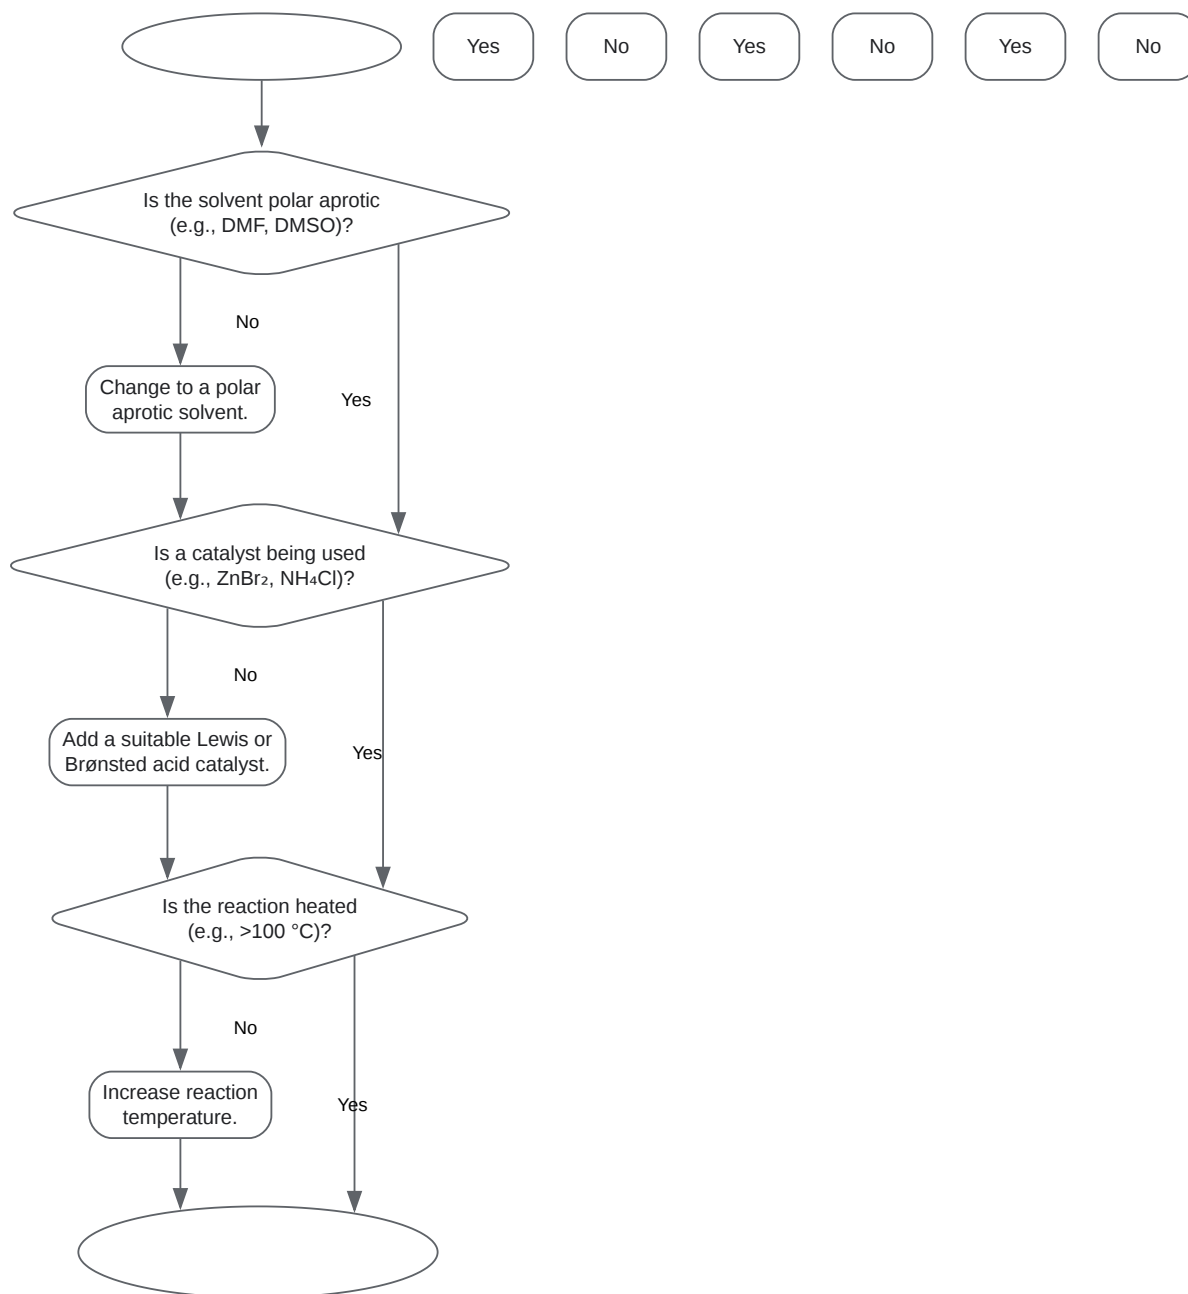 Yes
No
Yes
No
Yes
No
Is the solvent polar aprotic
(e.g., DMF, DMSO)?
No
Change to a polar
aprotic solvent.
Yes
Is a catalyst being used
(e.g., ZnBr₂, NH₄Cl)?
No
Add a suitable Lewis or
Brønsted acid catalyst.
Yes
Is the reaction heated
(e.g., >100 °C)?
No
Increase reaction
temperature.
Yes